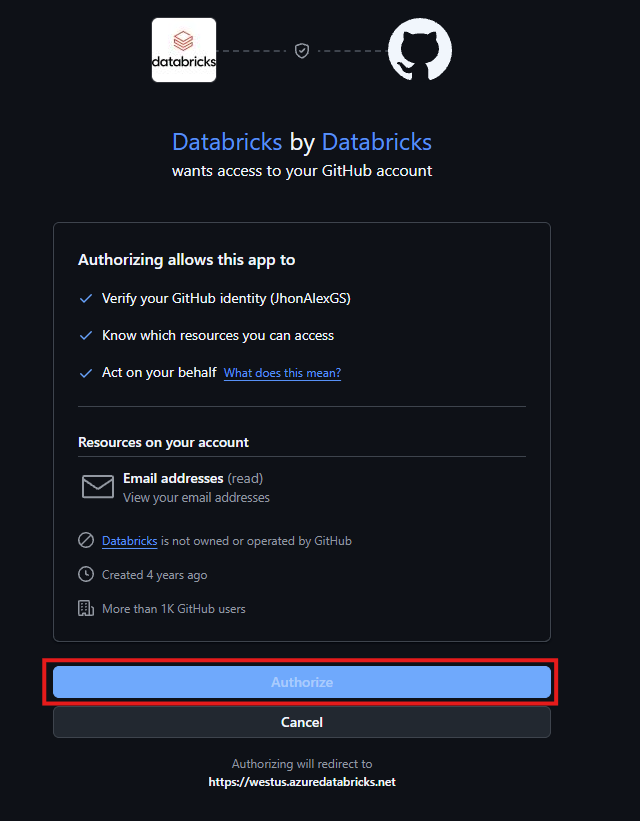 databricks
Databricks by Databricks
wants access to your GitHub account
Authorizing allows this app to
Verify your GitHub identity (JhonAlexGS)
Know which resources you can access
Act on your behalf What does this mean?
Resources on your account
Email addresses (read)
View your email addresses
Databricks is not owned or operated by GitHub
Created 4 years ago
More than 1K GitHub users
Authorize
Cancel
Authorizing will redirect to
https://westus.azuredatabricks.net